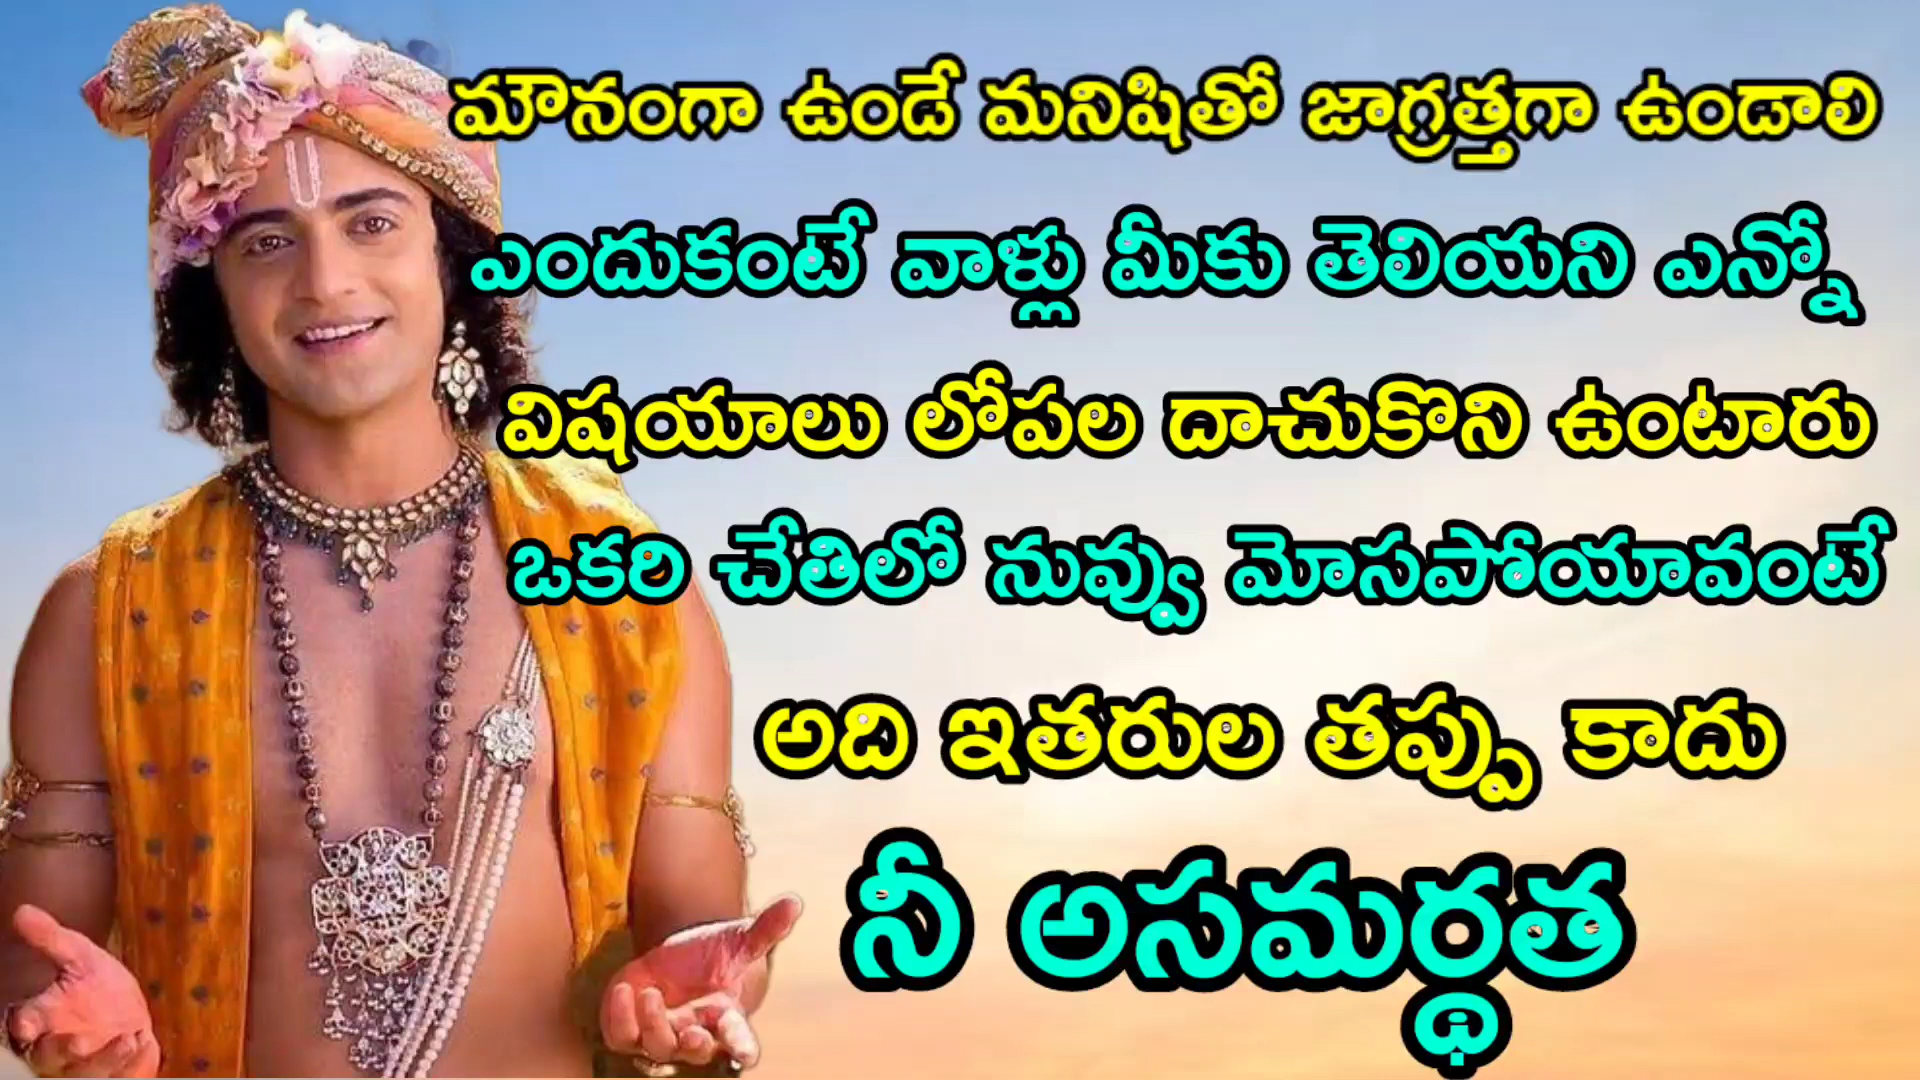 మౌనంగా ఉండే మనిషితో జాగ్రత్తగా ఉండాలి
ఎందుకంటే వాళ్లు మీకు తెలియని ఎన్నో
విషయాలు లోపల దాచుకొని ఉంటారు
ఒకరి చేతిలో నువ్వు మోసపోయావంటే
అది ఇతరుల తప్పు కాదు
నీ అసమర్థత